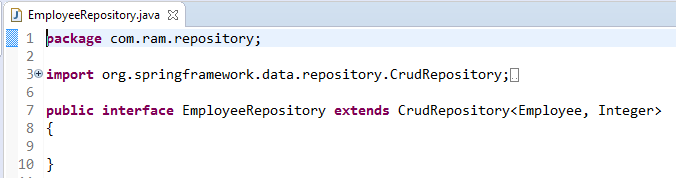 EmployeeRepository.java
1 package com.ram.repository;
2
3 import org.springframework.data.repository.CrudRepository;
6
7 public interface EmployeeRepository extends CrudRepository<Employee, Integer>
8 {
9
10 }